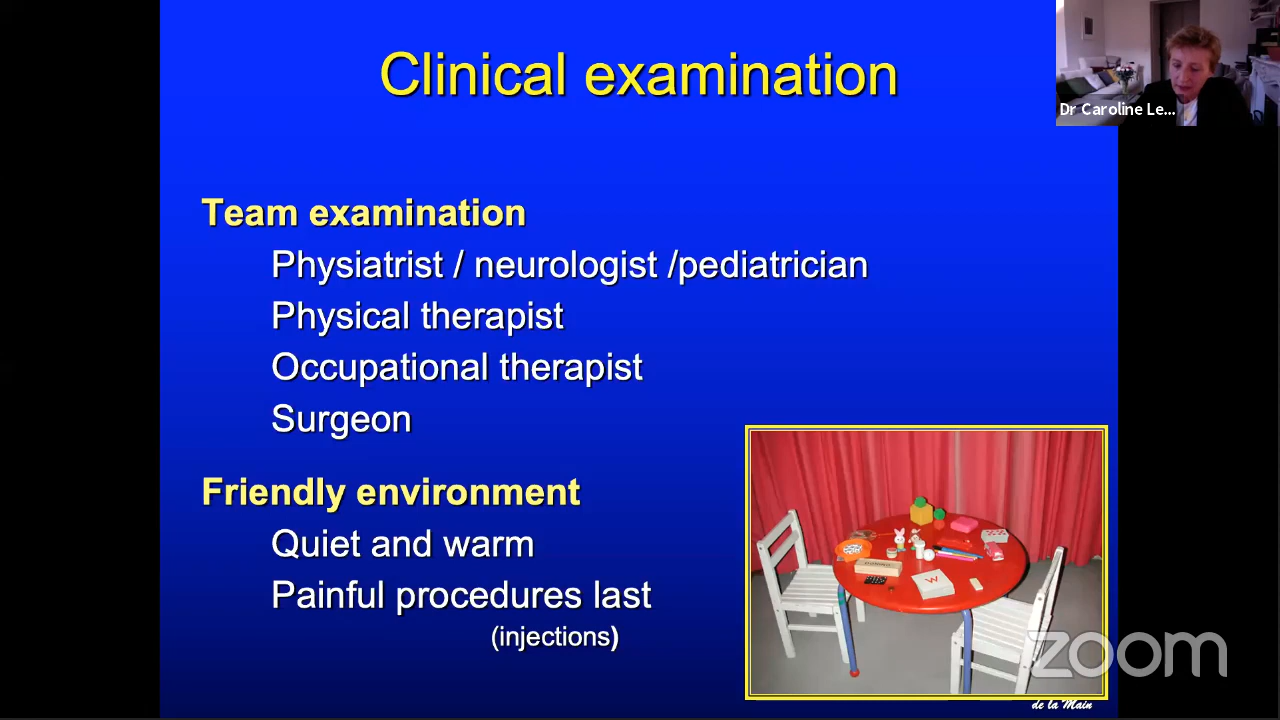 Clinical examination
Dr Caroline Le...
Team examination
Physiatrist / neurologist /pediatrician
Physical therapist
Occupational therapist
Surgeon
Friendly environment
Quiet and warm
Painful procedures last
(injections)
W
zoom
de la Main